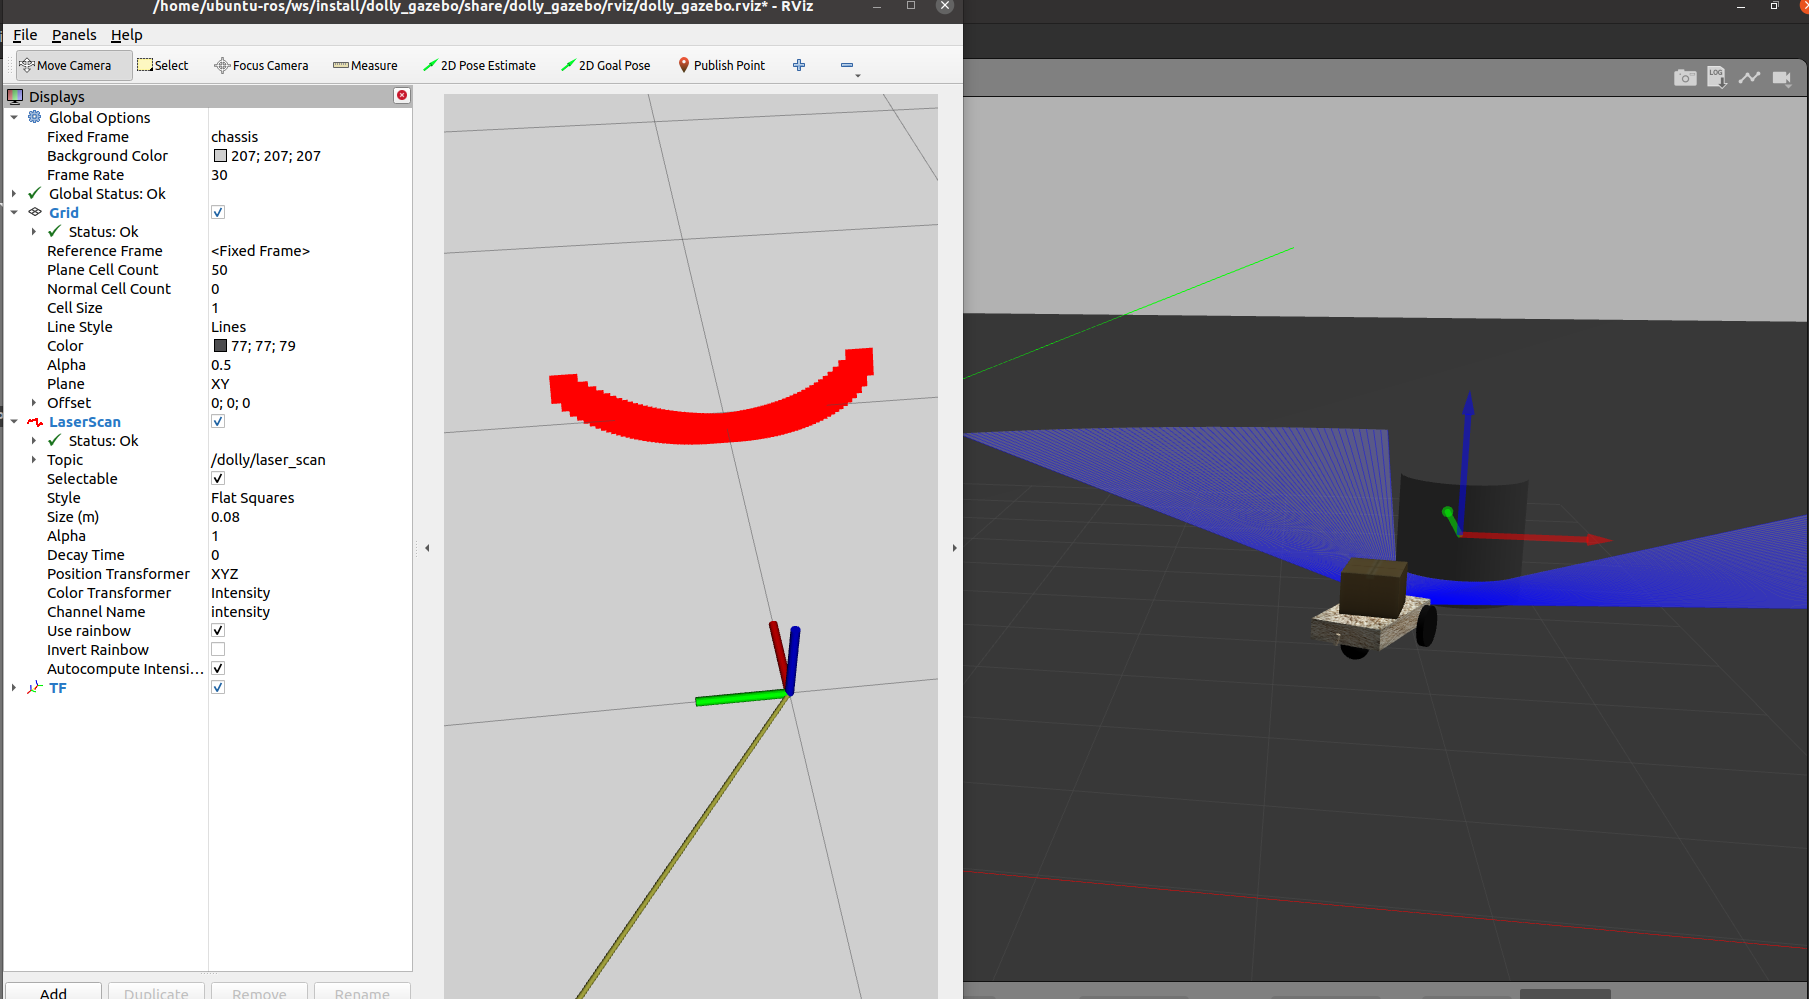 /home/ubuntu-ros/ws/install/dolly_gazebo/share/dolly_gazebo/rviz/dolly_gazebo.rviz* - RViz
File Panels Help
Move Camera Select Focus Camera Measure 2D Pose Estimate 2D Goal Pose Publish Point
Displays
Global Options
Fixed Frame chassis
Background Color 207; 207; 207
Frame Rate 30
Global Status: Ok
Grid
Status: Ok
Reference Frame <Fixed Frame>
Plane Cell Count 50
Normal Cell Count 0
Cell Size 1
Line Style Lines
Color 77; 77; 79
Alpha 0.5
Plane XY
Offset 0; 0; 0
LaserScan
Status: Ok
Topic /dolly/laser_scan
Selectable
Style Flat Squares
Size (m) 0.08
Alpha 1
Decay Time 0
Position Transformer XYZ
Color Transformer Intensity
Channel Name intensity
Use rainbow
Invert Rainbow
Autocompute Intensi...
TF
Add Duplicate Remove Rename
LOG